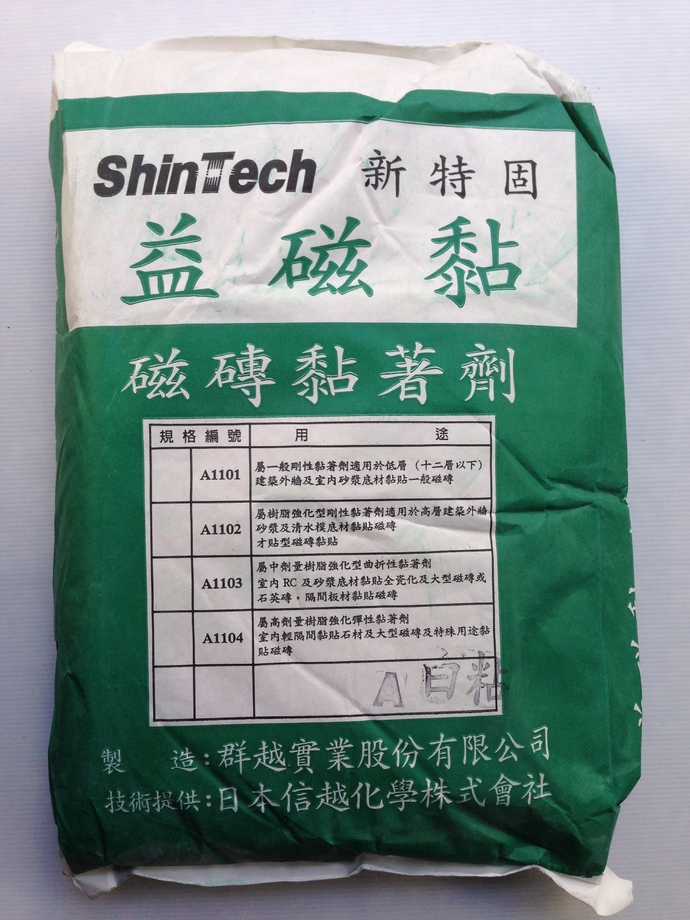 ShinTech 新特固
益磁黏
磁磚黏著劑
規格編號 用途
A1101 屬一般剛性黏著劑適用於低層（十二層以下）
建築外牆及室內砂漿底材黏貼一般磁磚
A1102 屬樹脂強化型剛性黏著劑適用於高層建築外牆
砂漿及清水模底材黏貼磁磚
才貼型磁磚黏貼
A1103 屬中劑量樹脂強化型曲折性黏著劑
室內RC及砂漿底材黏貼全瓷化及大型磁磚或
石英磚，隔間板材黏貼磁磚
A1104 屬高劑量樹脂強化彈性黏著劑
室內輕隔間黏貼石材及大型磁磚及特殊用途黏
貼磁磚
A 白粘
製造：群越實業股份有限公司
技術提供：日本信越化學株式會社